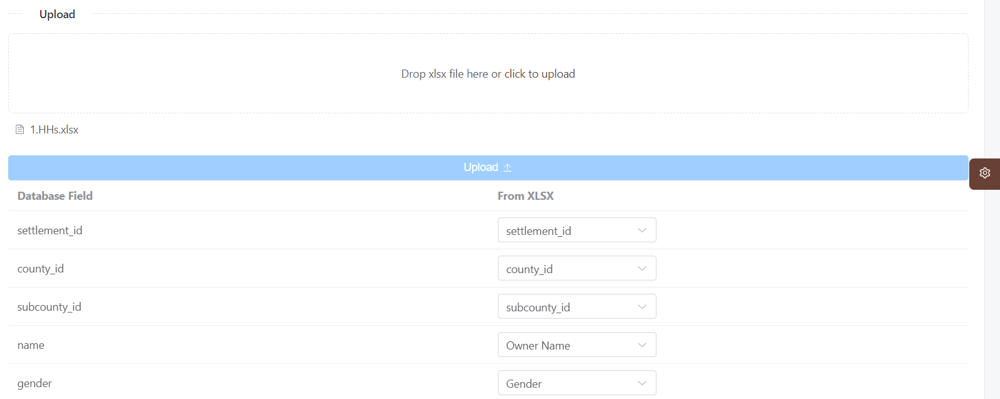 Upload
Drop xlsx file here or click to upload
1.HHs.xlsx
Upload
Database Field From XLSX
settlement_id settlement_id
county_id county_id
subcounty_id subcounty_id
name Owner Name
gender Gender